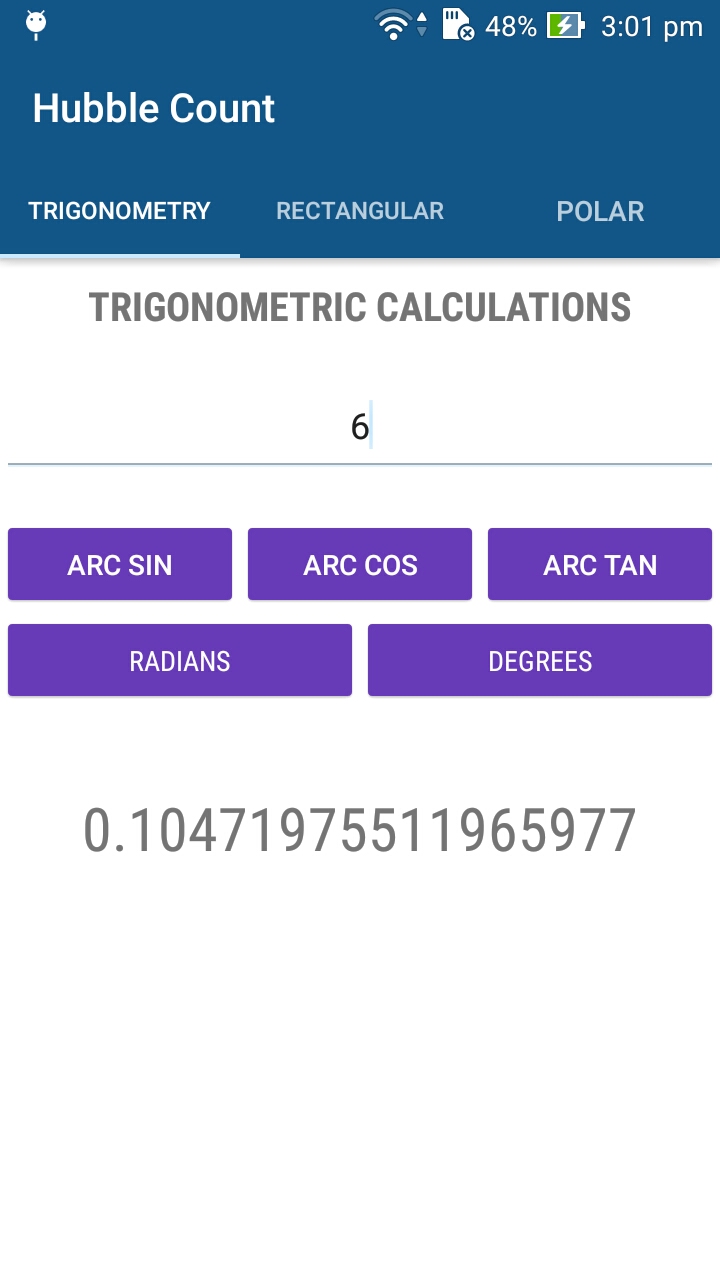 48% 3:01 pm
Hubble Count
TRIGONOMETRY RECTANGULAR POLAR
TRIGONOMETRIC CALCULATIONS
6
ARC SIN ARC COS ARC TAN
RADIANS DEGREES
0.10471975511965977